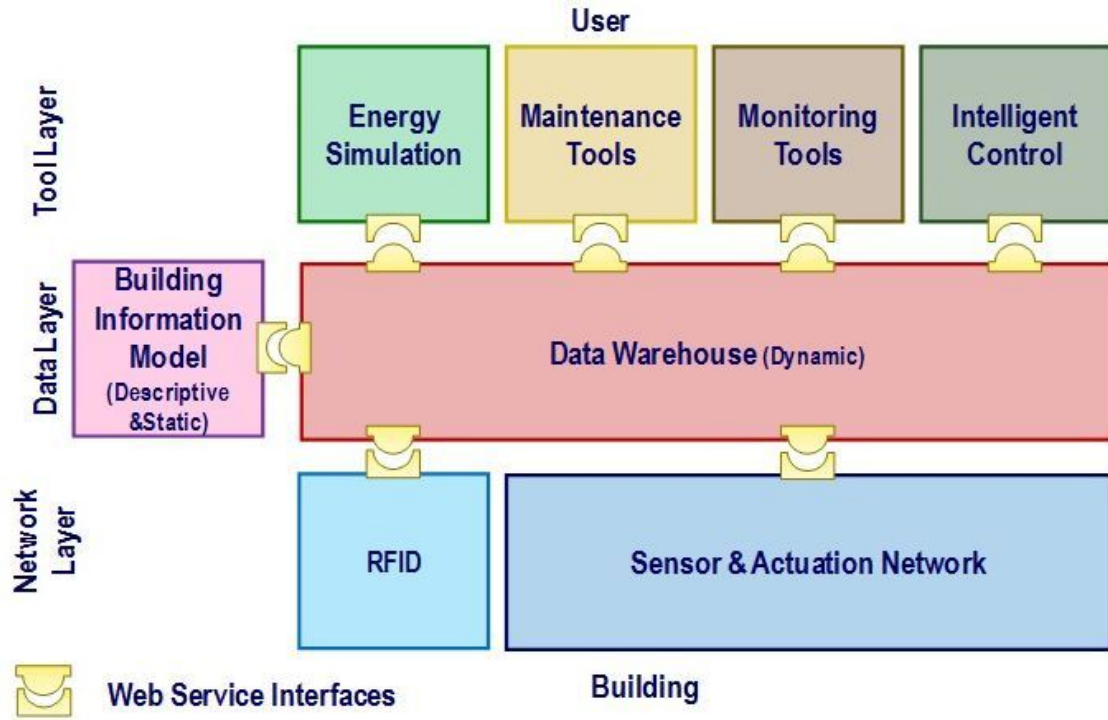 User
Tool Layer
Energy
Simulation
Maintenance
Tools
Monitoring
Tools
Intelligent
Control
Data Layer
Building
Information
Model
(Descriptive
&Static)
Data Warehouse (Dynamic)
Network
Layer
RFID
Sensor & Actuation Network
Web Service Interfaces
Building